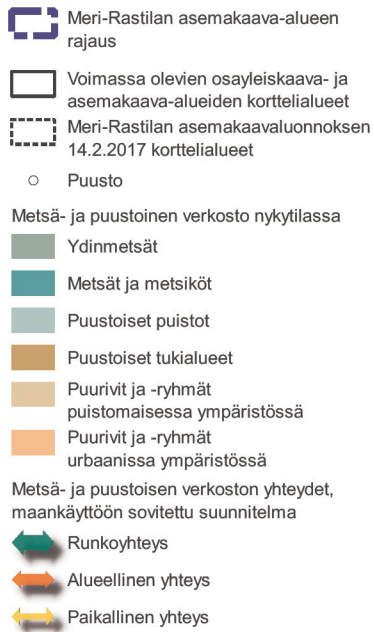 Meri-Rastilan asemakaava-alueen
rajaus
Voimassa olevien osayleiskaava- ja
asemakaava-alueiden korttelialueet
Meri-Rastilan asemakaavaluonnoksen
14.2.2017 korttelialueet
Puusto
Metsä- ja puustoinen verkosto nykytilassa
Ydinmetsät
Metsät ja metsiköt
Puustoiset puistot
Puustoiset tukialueet
Puurivit ja -ryhmät
puistomaisessa ympäristössä
Puurivit ja -ryhmät
urbaanissa ympäristössä
Metsä- ja puustoisen verkoston yhteydet,
maankäyttöön sovitettu suunnitelma
Runkoyhteys
Alueellinen yhteys
Paikallinen yhteys